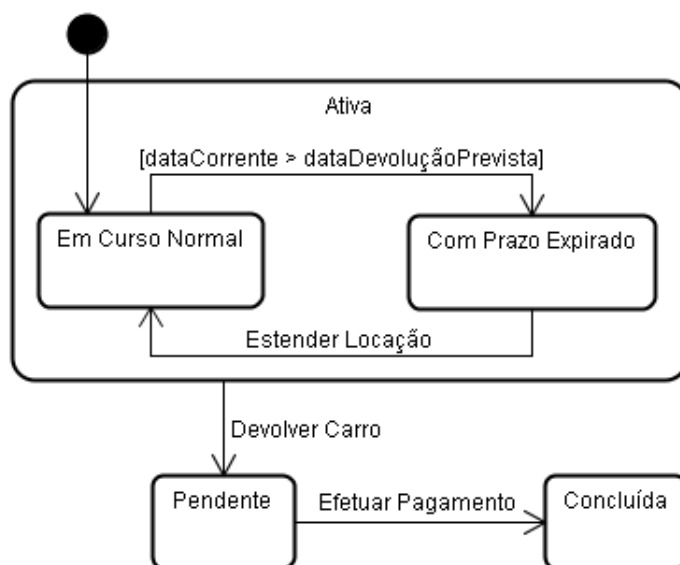 Ativa
[dataCorrente > dataDevoluçãoPrevista]
Em Curso Normal
Com Prazo Expirado
Estender Locação
Devolver Carro
Pendente
Efetuar Pagamento
Concluída